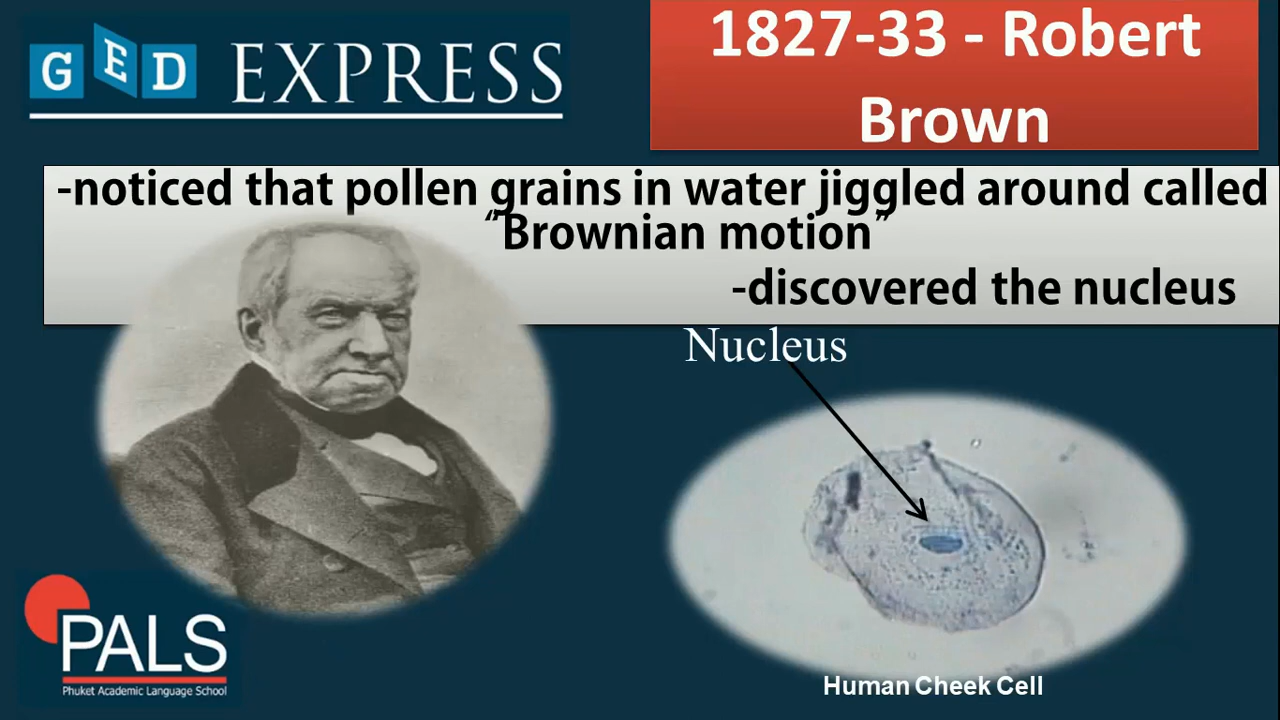 GED EXPRESS
1827-33 - Robert
Brown
-noticed that pollen grains in water jiggled around called
“Brownian motion”
-discovered the nucleus
Nucleus
Human Cheek Cell
PALS
Phuket Academic Language School